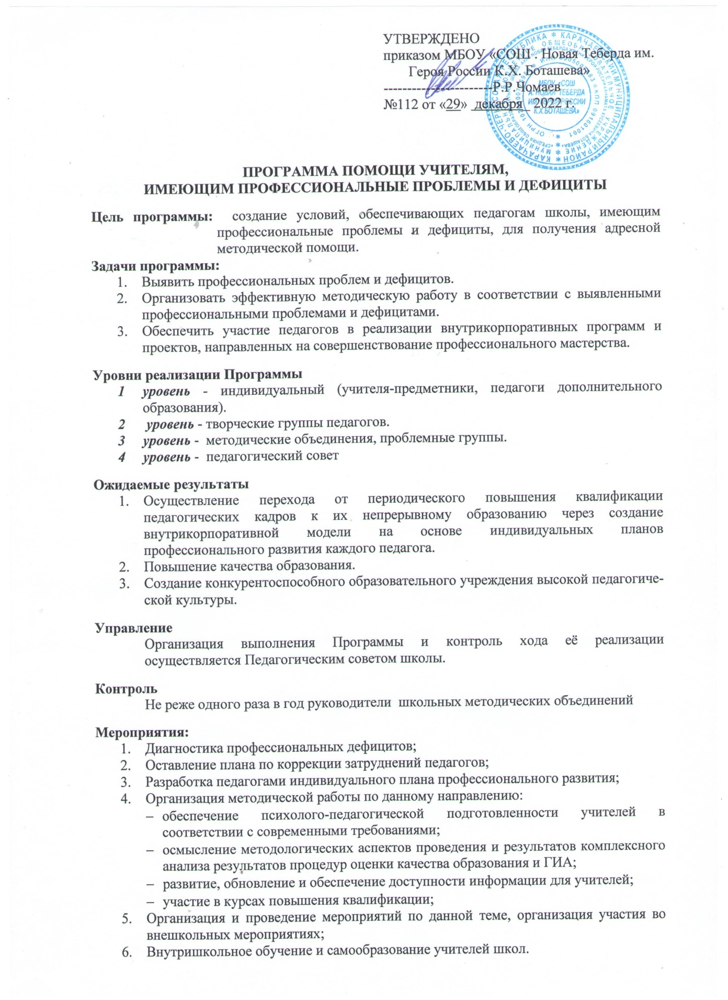 УТВЕРЖДЕНО
приказом МБОУ «СОШ . Новая Теберда им.
Героя России К.Х. Боташева»
-----------------------Р.Р.Чомаев
№112 от «29» декабря 2022 г.
МБОУ «СОШ
А. НОВАЯ ТЕБЕРДА
ИМ.ГЕРОЯ РОССИИ
К.Х.БОТАШЕВА»
ПРОГРАММА ПОМОЩИ УЧИТЕЛЯМ,
ИМЕЮЩИМ ПРОФЕССИОНАЛЬНЫЕ ПРОБЛЕМЫ И ДЕФИЦИТЫ
Цель программы: создание условий, обеспечивающих педагогам школы, имеющим
профессиональные проблемы и дефициты, для получения адресной
методической помощи.
Задачи программы:
1. Выявить профессиональных проблем и дефицитов.
2. Организовать эффективную методическую работу в соответствии с выявленными
профессиональными проблемами и дефицитами.
3. Обеспечить участие педагогов в реализации внутрикорпоративных программ и
проектов, направленных на совершенствование профессионального мастерства.
Уровни реализации Программы
1 уровень - индивидуальный (учителя-предметники, педагоги дополнительного
образования).
2 уровень - творческие группы педагогов.
3 уровень - методические объединения, проблемные группы.
4 уровень - педагогический совет
Ожидаемые результаты
1. Осуществление перехода от периодического повышения квалификации
педагогических кадров к их непрерывному образованию через создание
внутрикорпоративной модели на основе индивидуальных планов
профессионального развития каждого педагога.
2. Повышение качества образования.
3. Создание конкурентоспособного образовательного учреждения высокой педагогиче-
ской культуры.
Управление
Организация выполнения Программы и контроль хода её реализации
осуществляется Педагогическим советом школы.
Контроль
Не реже одного раза в год руководители школьных методических объединений
Мероприятия:
1. Диагностика профессиональных дефицитов;
2. Оставление плана по коррекции затруднений педагогов;
3. Разработка педагогами индивидуального плана профессионального развития;
4. Организация методической работы по данному направлению:
– обеспечение психолого-педагогической подготовленности учителей в
соответствии с современными требованиями;
– осмысление методологических аспектов проведения и результатов комплексного
анализа результатов процедур оценки качества образования и ГИА;
– развитие, обновление и обеспечение доступности информации для учителей;
– участие в курсах повышения квалификации;
5. Организация и проведение мероприятий по данной теме, организация участия во
внешкольных мероприятиях;
6. Внутришкольное обучение и самообразование учителей школ.